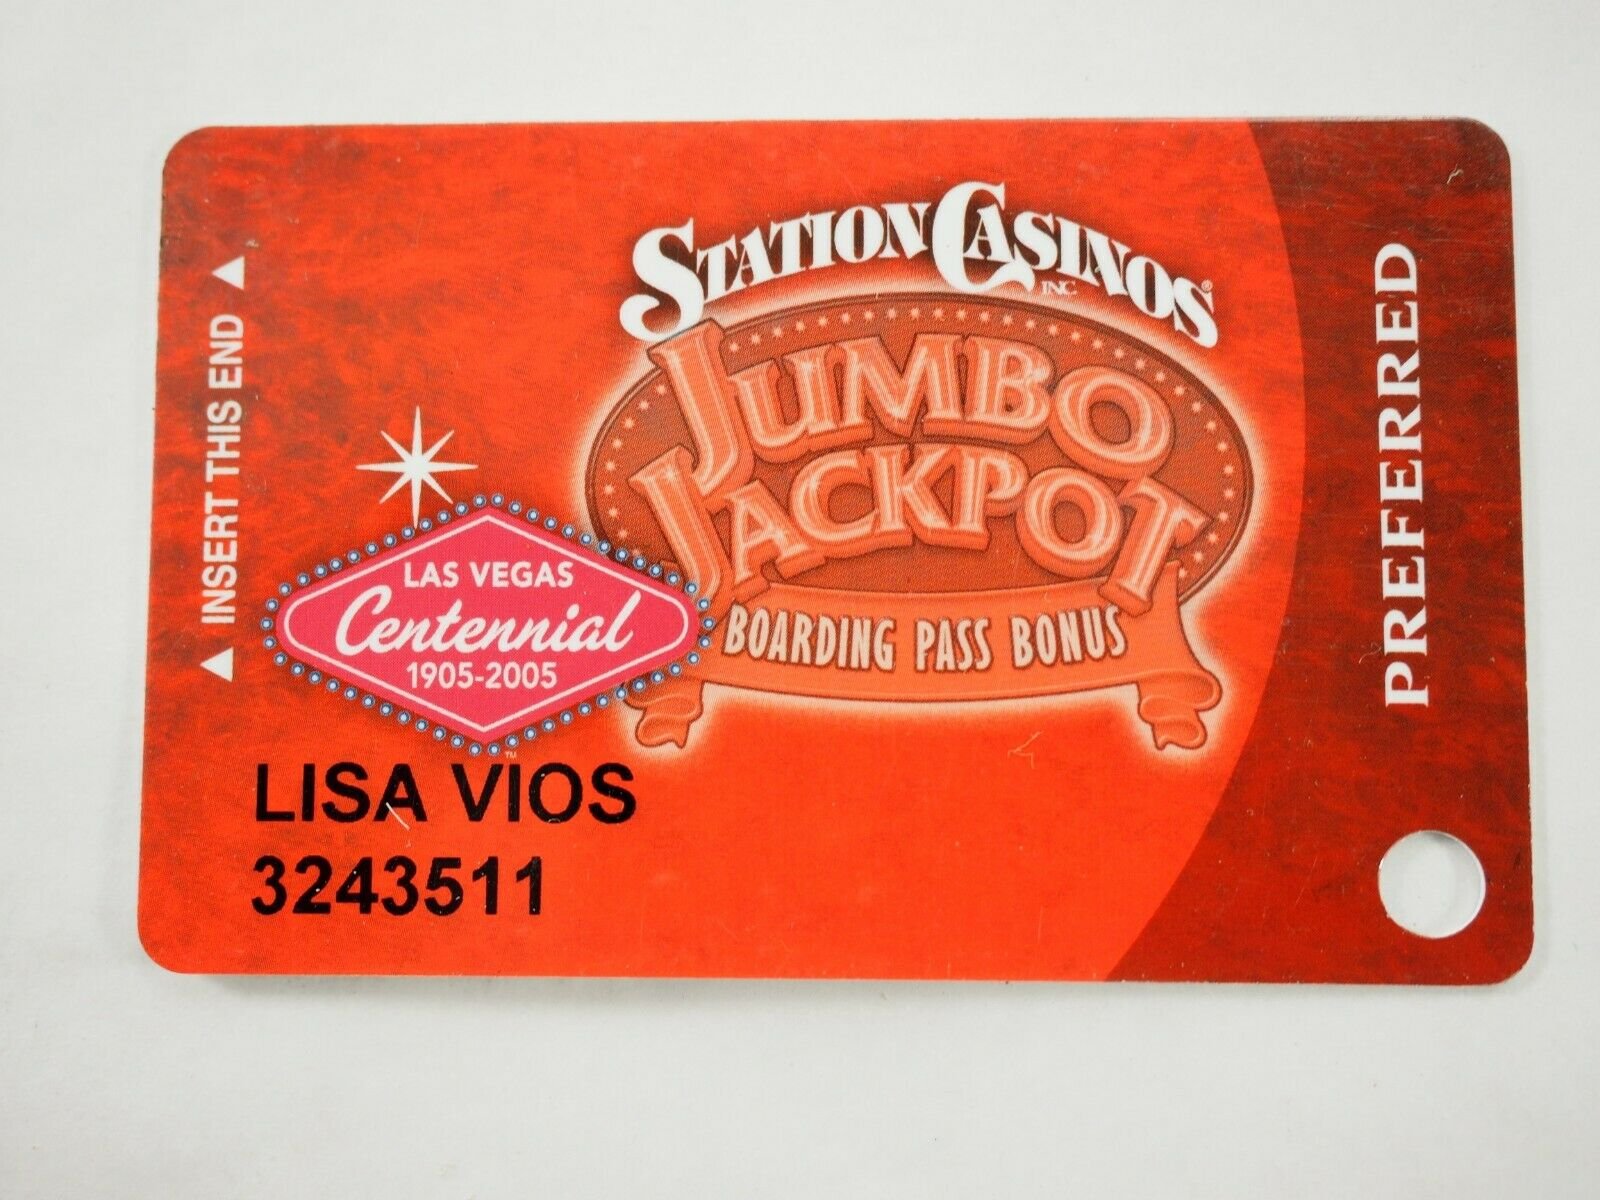 STATION CASINOS
INC.®
JUMBO
JACKPOT
BOARDING PASS BONUS
▲ INSERT THIS END ▲
LAS VEGAS
Centennial
1905-2005
™
LISA VIOS
3243511
PREFERRED